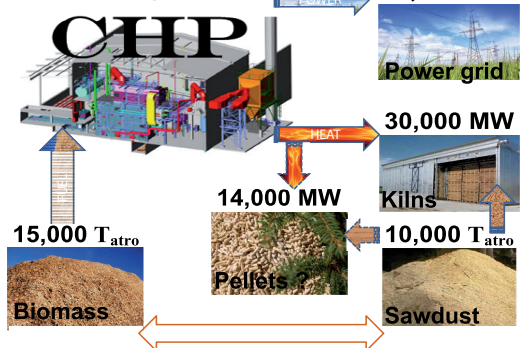 POWER
CHP
Power grid
30,000 MW
HEAT
14,000 MW
Kilns
15,000 Tatro
10,000 Tatro
Pellets ?
Biomass
Sawdust